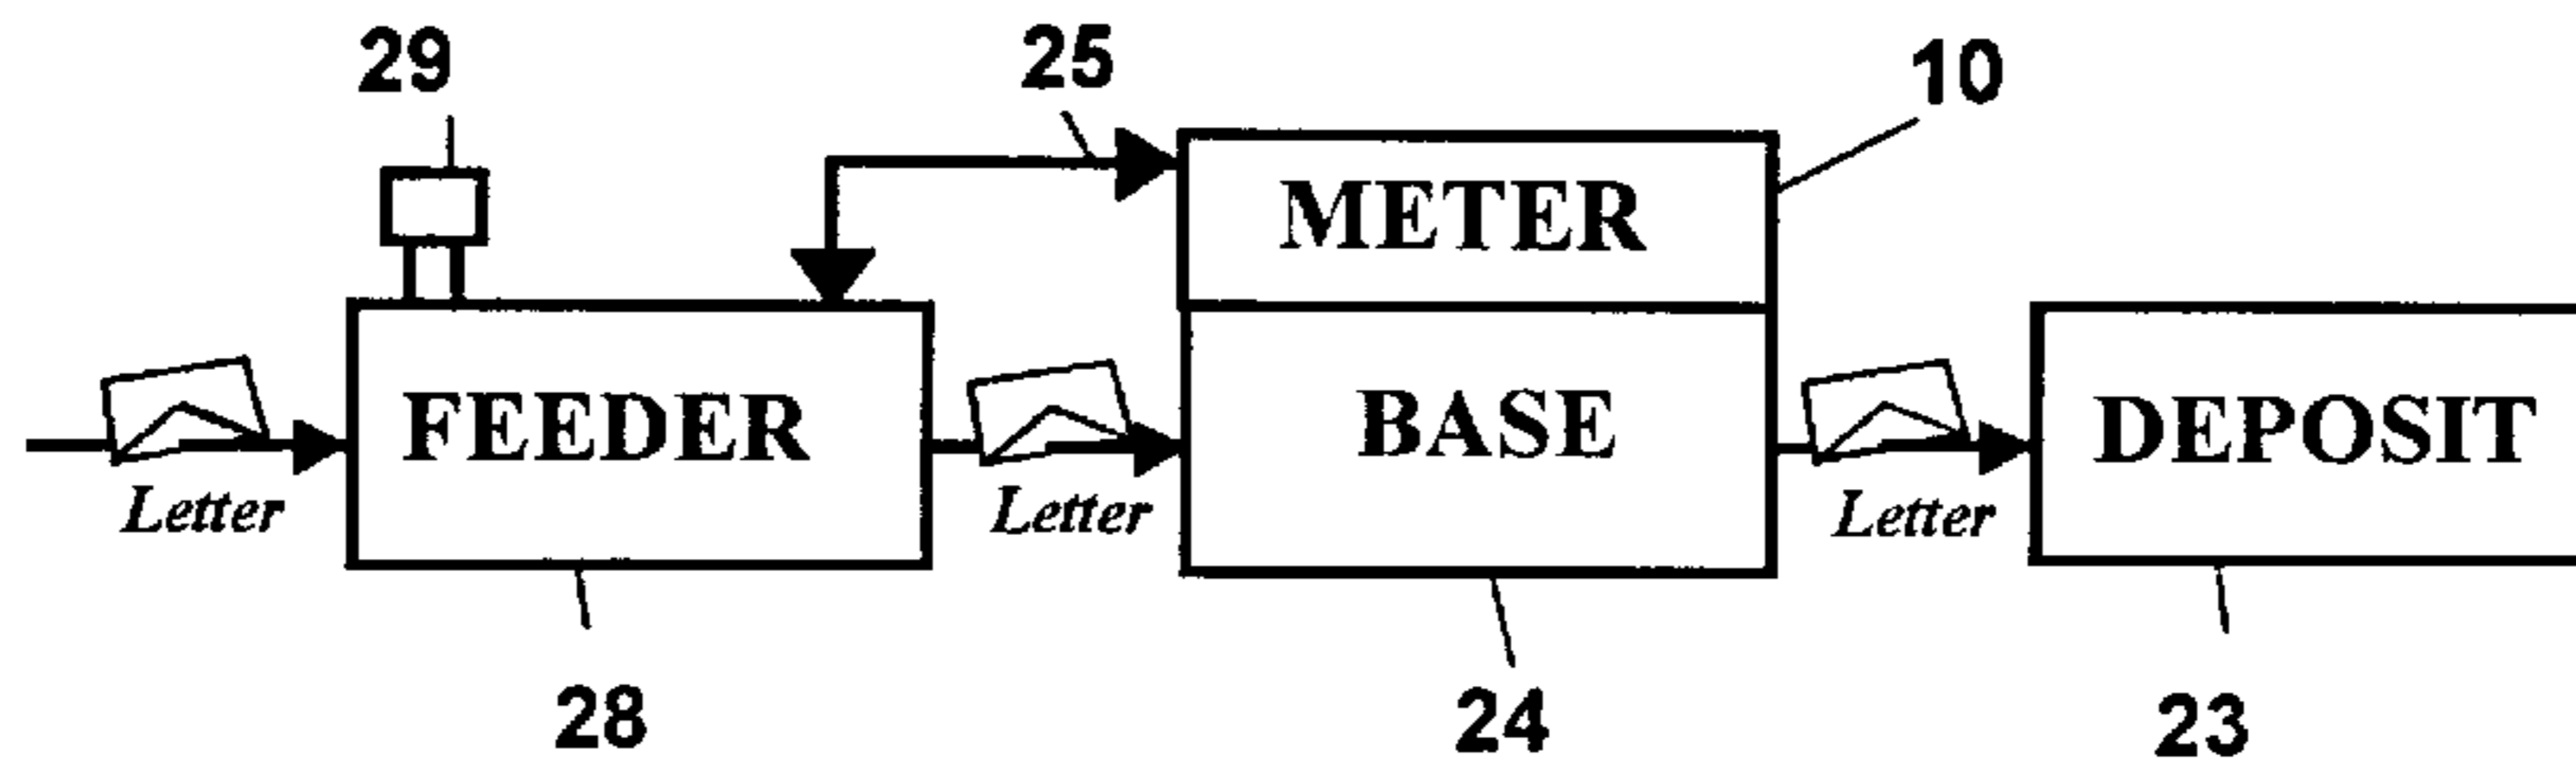 29 25 10
METER
FEEDER BASE DEPOSIT
Letter Letter Letter
28 24 23